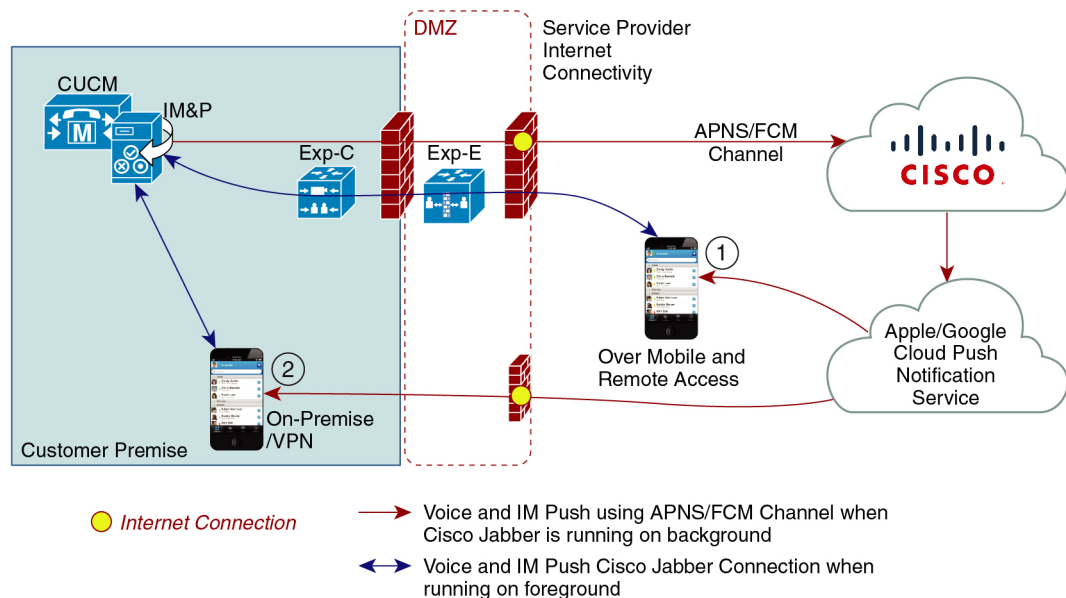 DMZ
Service Provider
Internet
Connectivity
CUCM
M
IM&P
Exp-C
Exp-E
APNS/FCM
Channel
CISCO
1
Over Mobile and
Remote Access
Apple/Google
Cloud Push
Notification
Service
2
On-Premise
/VPN
Customer Premise
Internet Connection
Voice and IM Push using APNS/FCM Channel when
Cisco Jabber is running on background
Voice and IM Push Cisco Jabber Connection when
running on foreground